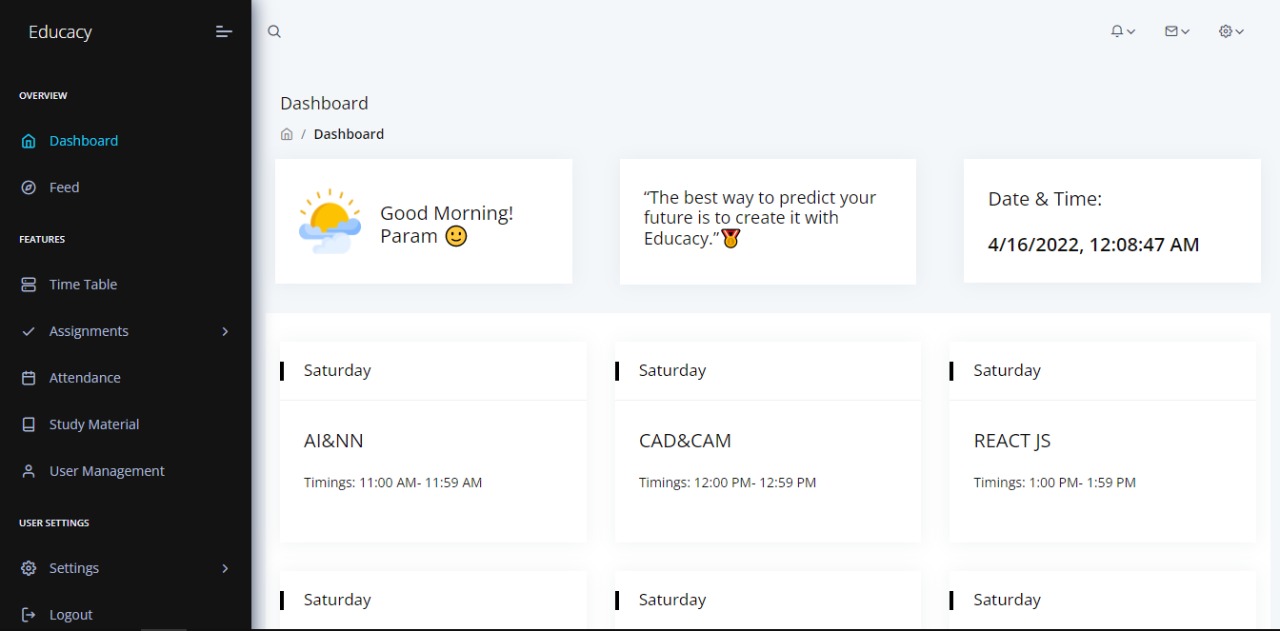 Educacy
OVERVIEW
Dashboard
Feed
FEATURES
Time Table
Assignments
Attendance
Study Material
User Management
USER SETTINGS
Settings
Logout
Dashboard
/ Dashboard
Good Morning!
Param 🙂
“The best way to predict your
future is to create it with
Educacy.”🏅
Date & Time:
4/16/2022, 12:08:47 AM
Saturday
AI&NN
Timings: 11:00 AM- 11:59 AM
Saturday
CAD&CAM
Timings: 12:00 PM- 12:59 PM
Saturday
REACT JS
Timings: 1:00 PM- 1:59 PM
Saturday
Saturday
Saturday